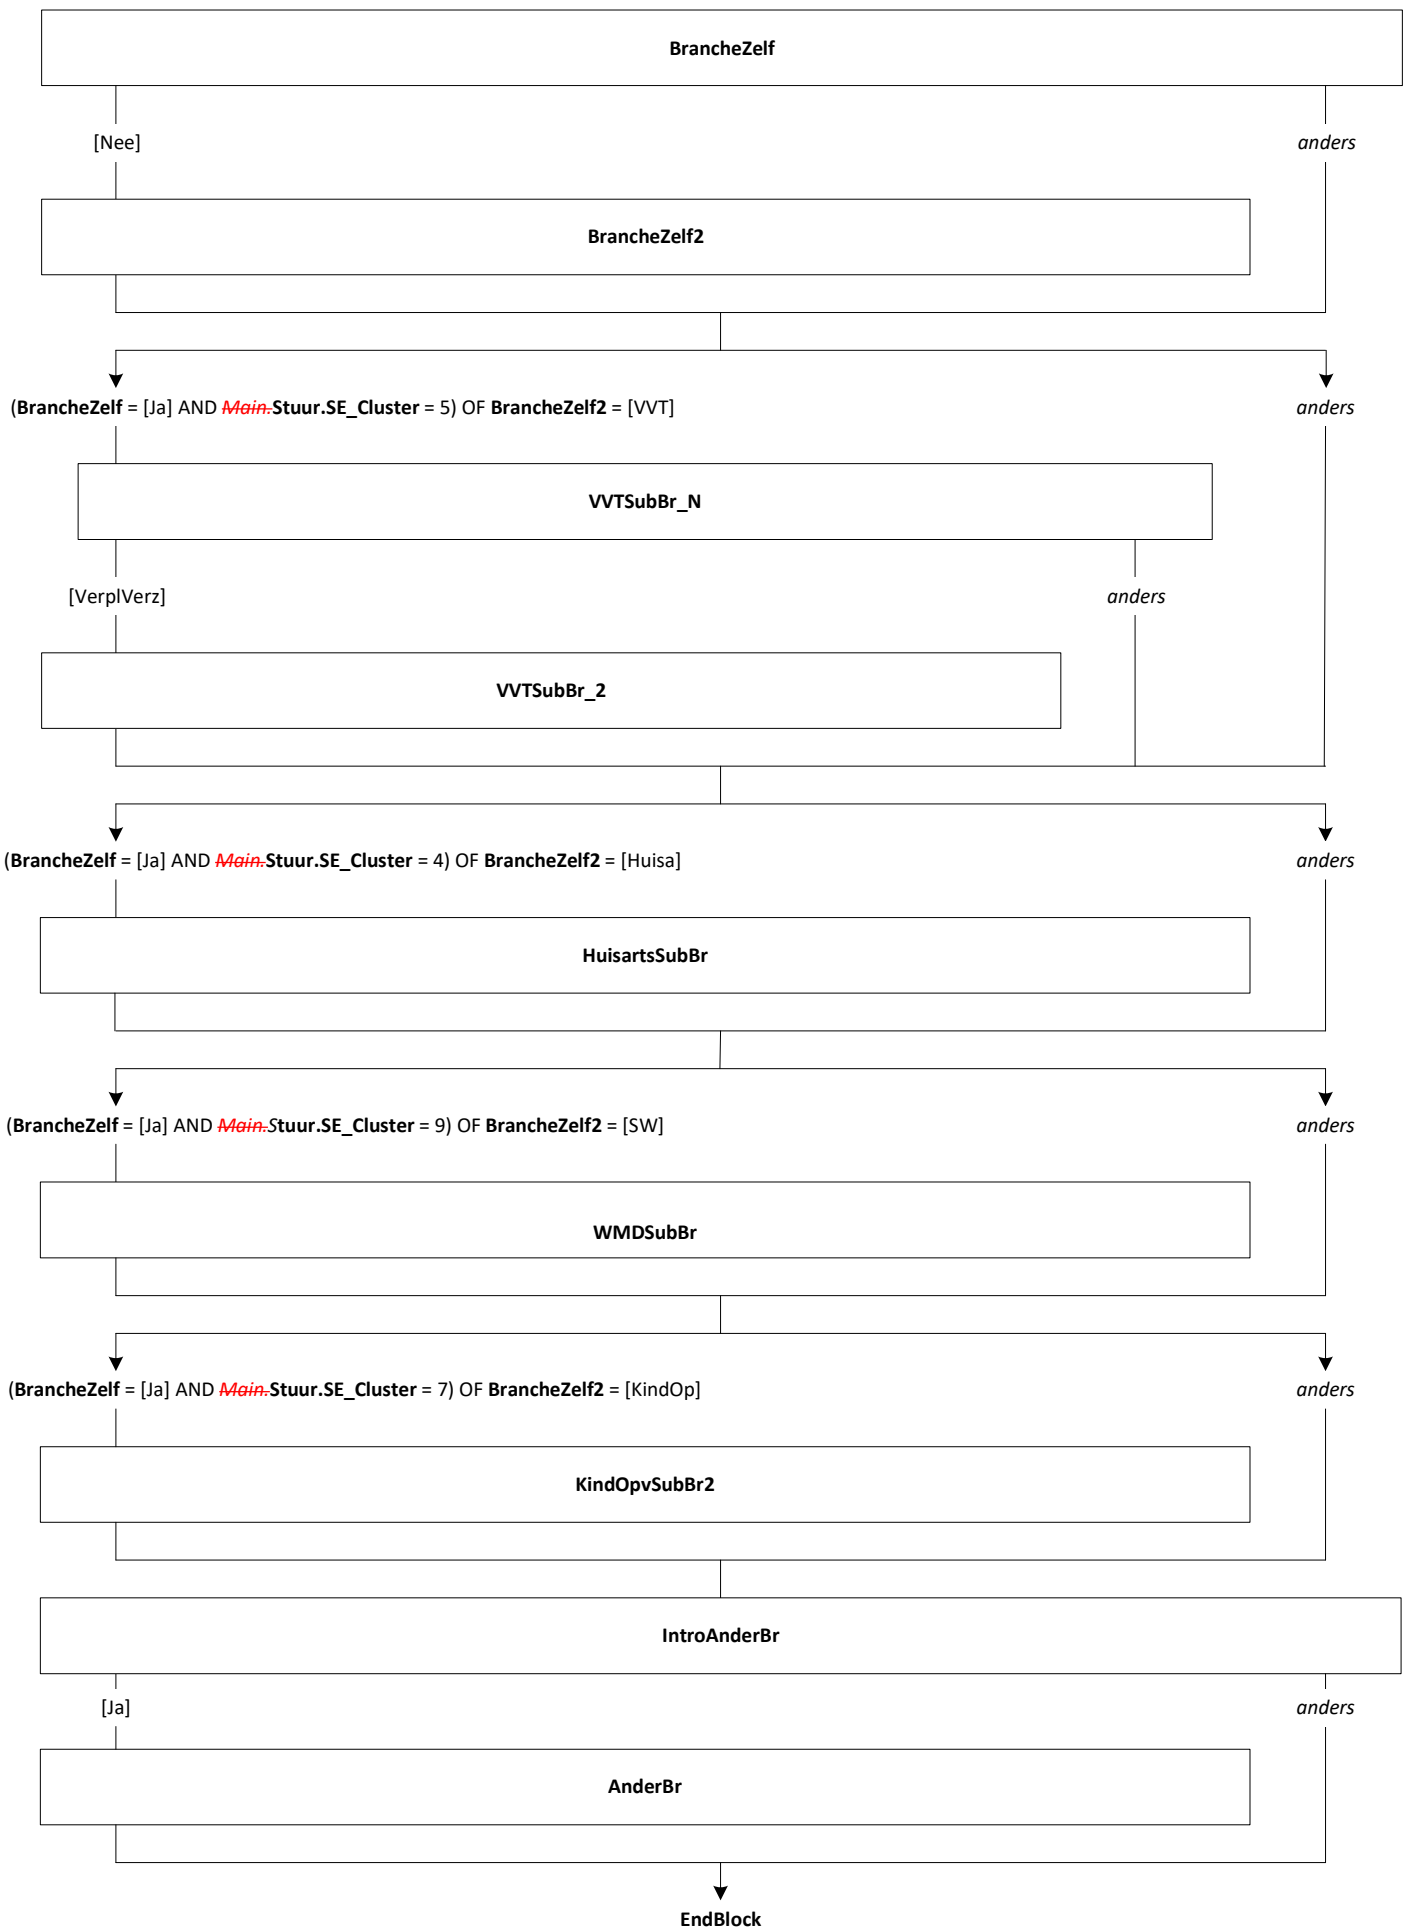 BrancheZelf
[Nee] anders
BrancheZelf2
(BrancheZelf = [Ja] AND Main.Stuur.SE_Cluster = 5) OF BrancheZelf2 = [VVT] anders
VVTSubBr_N
[VerplVerz] anders
VVTSubBr_2
(BrancheZelf = [Ja] AND Main.Stuur.SE_Cluster = 4) OF BrancheZelf2 = [Huisa] anders
HuisartsSubBr
(BrancheZelf = [Ja] AND Main.Stuur.SE_Cluster = 9) OF BrancheZelf2 = [SW] anders
WMDSubBr
(BrancheZelf = [Ja] AND Main.Stuur.SE_Cluster = 7) OF BrancheZelf2 = [KindOp] anders
KindOpvSubBr2
IntroAnderBr
[Ja] anders
AnderBr
EndBlock